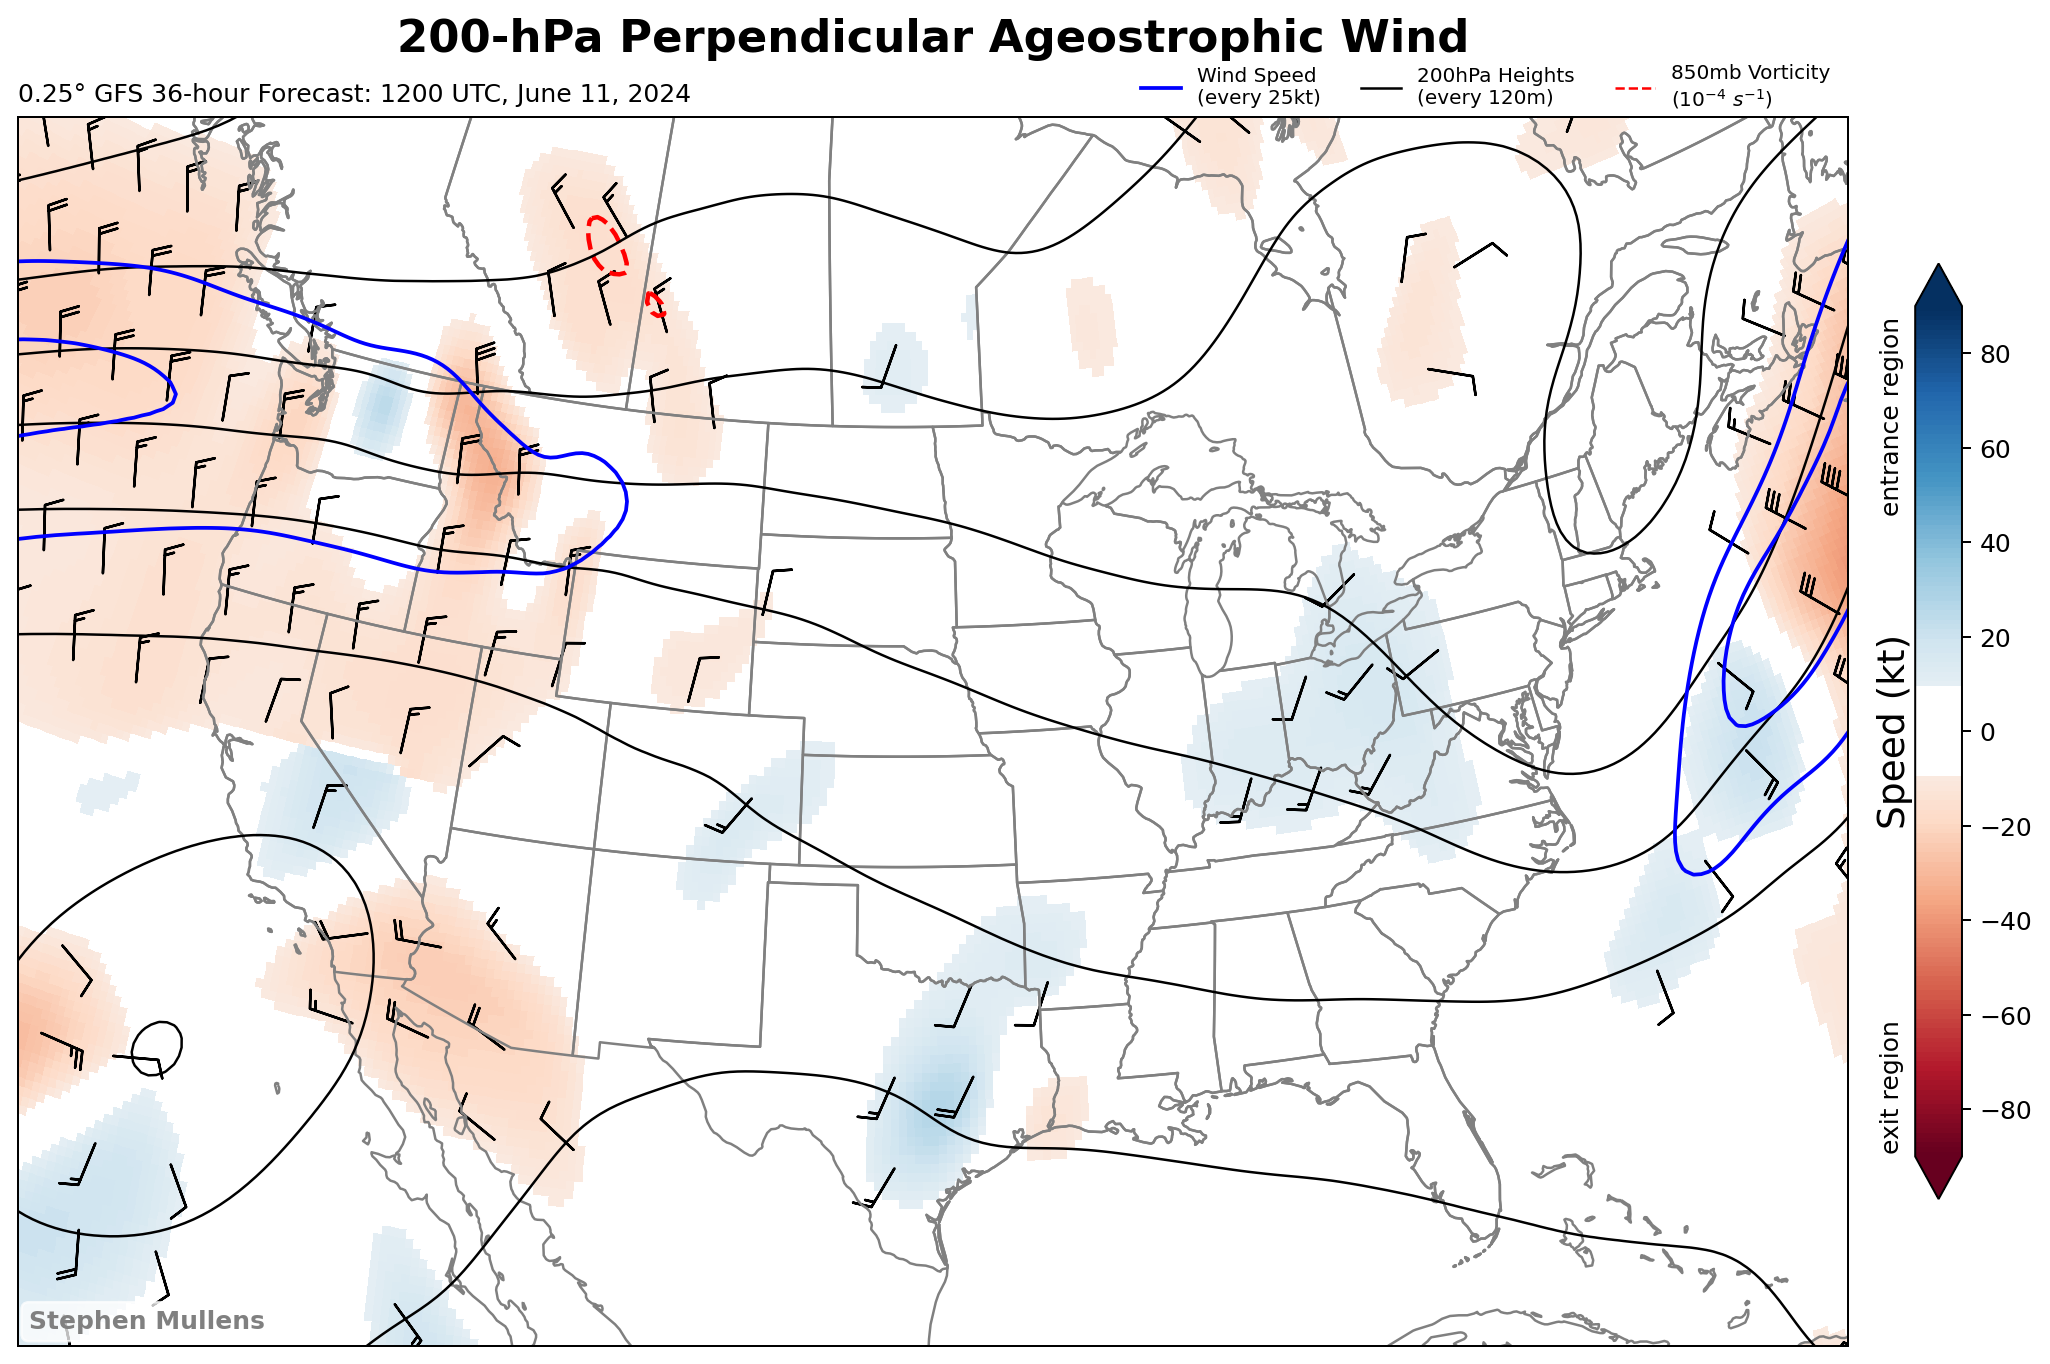 200-hPa Perpendicular Ageostrophic Wind
0.25° GFS 36-hour Forecast: 1200 UTC, June 11, 2024
Wind Speed
(every 25kt)
200hPa Heights
(every 120m)
850mb Vorticity
(10⁻⁴ s⁻¹)
entrance region
Speed (kt)
exit region
80
60
40
20
0
−20
−40
−60
−80
Stephen Mullens